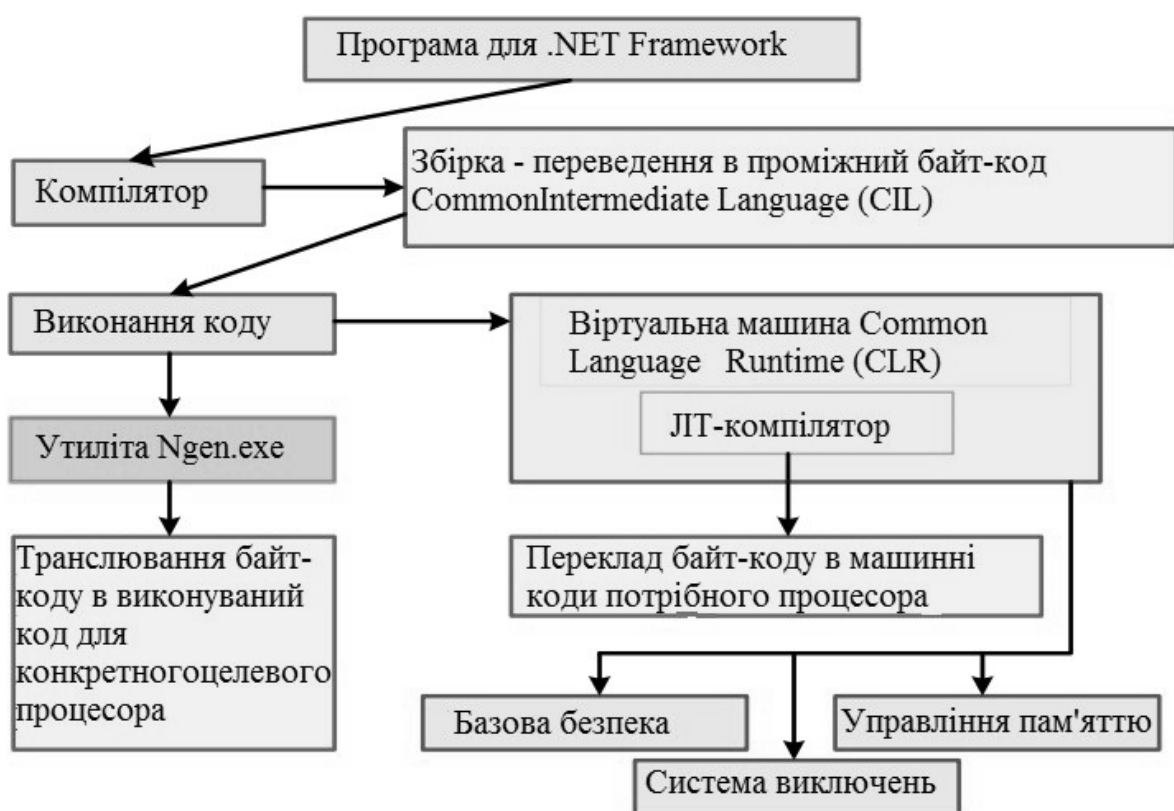 Програма для .NET Framework
Компілятор
Збірка - переведення в проміжний байт-код
CommonIntermediate Language (CIL)
Виконання коду
Віртуальна машина Common
Language Runtime (CLR)
ЛТ-компілятор
Утиліта Ngen.exe
Транслювання байт-
коду в виконуваний
код для
конкретногоцелевого
процесора
Переклад байт-коду в машинні
коди потрібного процесора
Базова безпека
Управління пам'яттю
Система виключень